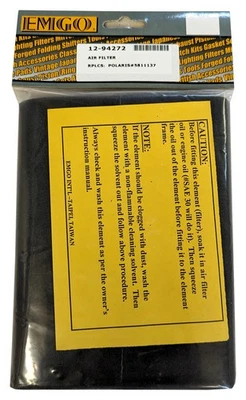 EMGO
12-94272
AIR FILTER
RPLCS: POLARIS#5811137
CAUTION:
Before fitting this element (filter), soak it in air filter
oil or engine oil (#SAE 30 will do it). Then squeeze
the oil out of the element before fitting it to the element
frame.
NOTE:
If the element should be clogged with dust, wash the
element with a non-flammable cleaning solvent. Then
squeeze the solvent out and follow above procedure.
Always check and wash this element as per the owner's
instruction manual.
EMGO INT'L-TAIPEI, TAIWAN